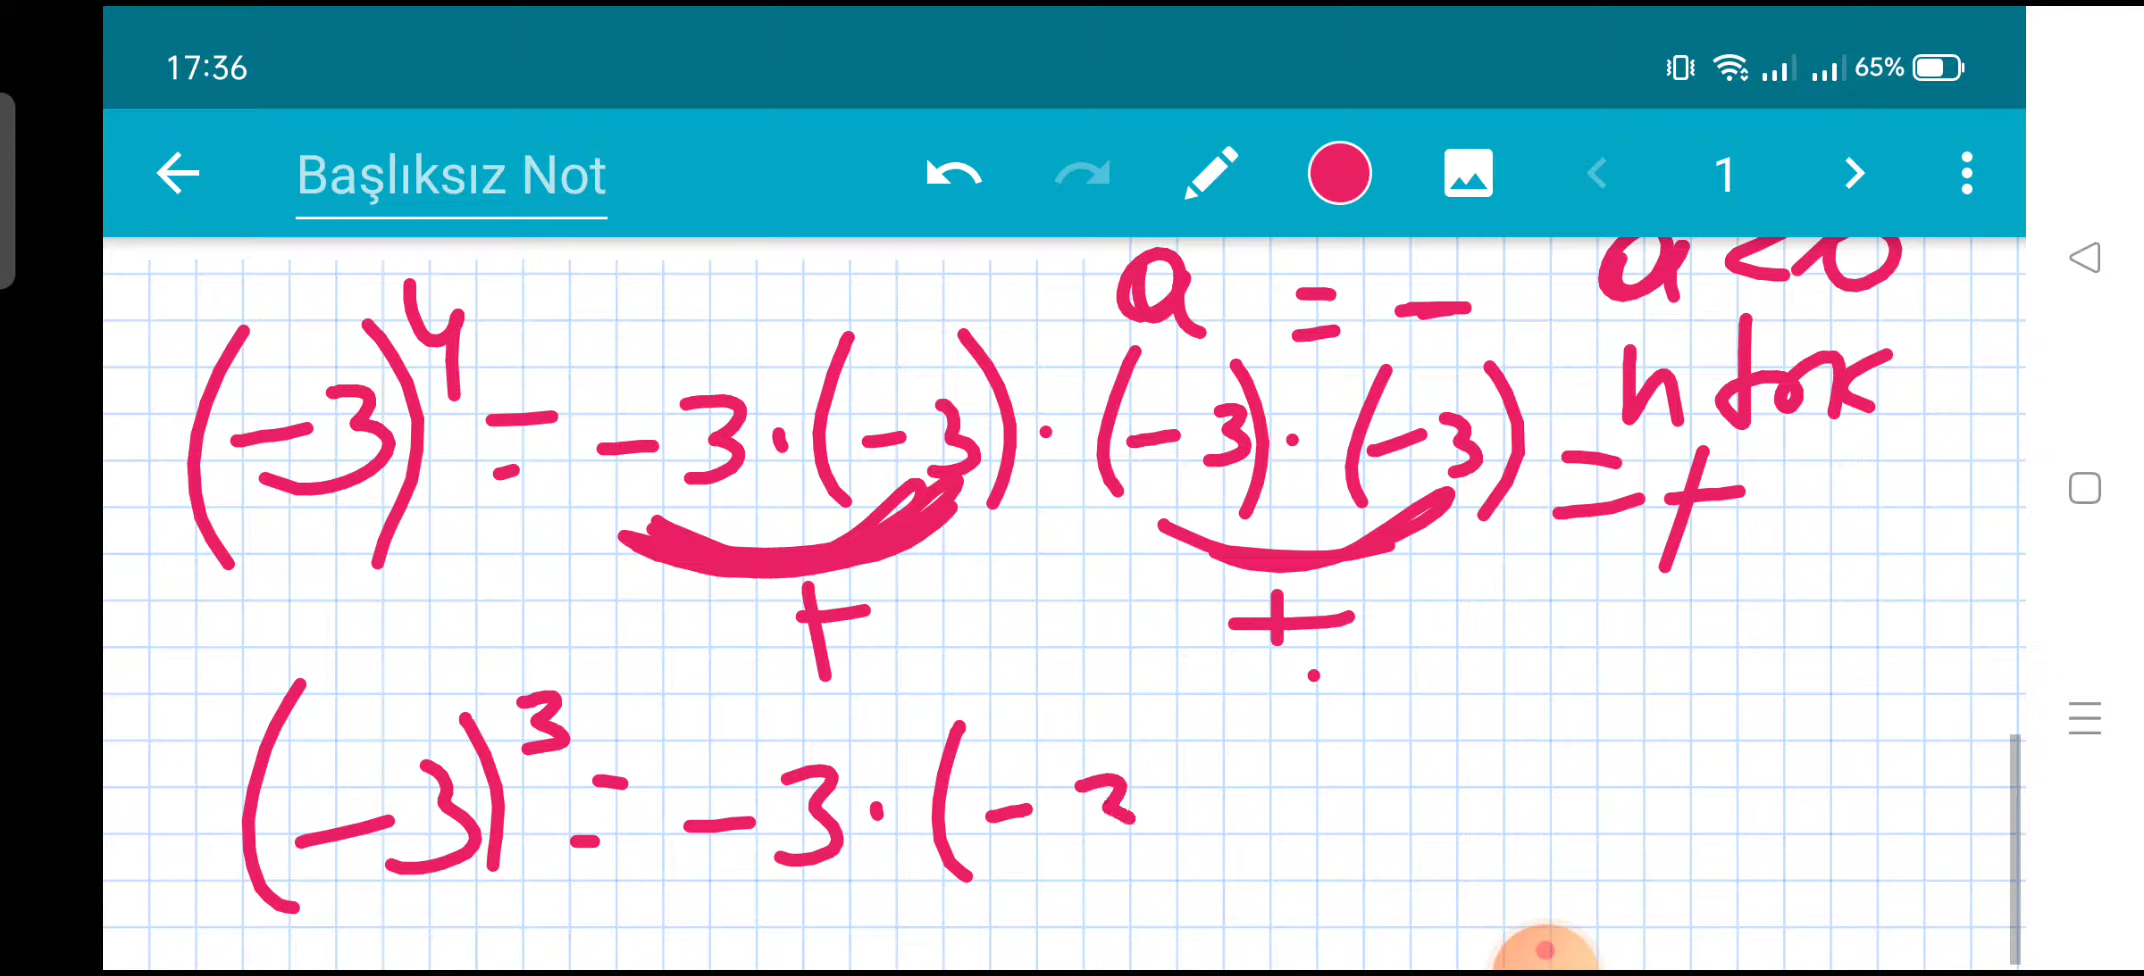 17:36 65%
Başlıksız Not 1
a = - a < 0
n tek
(-3)⁴ = -3 · (-3) · (-3) · (-3) = +
+ +
(-3)³ = -3 · (-3